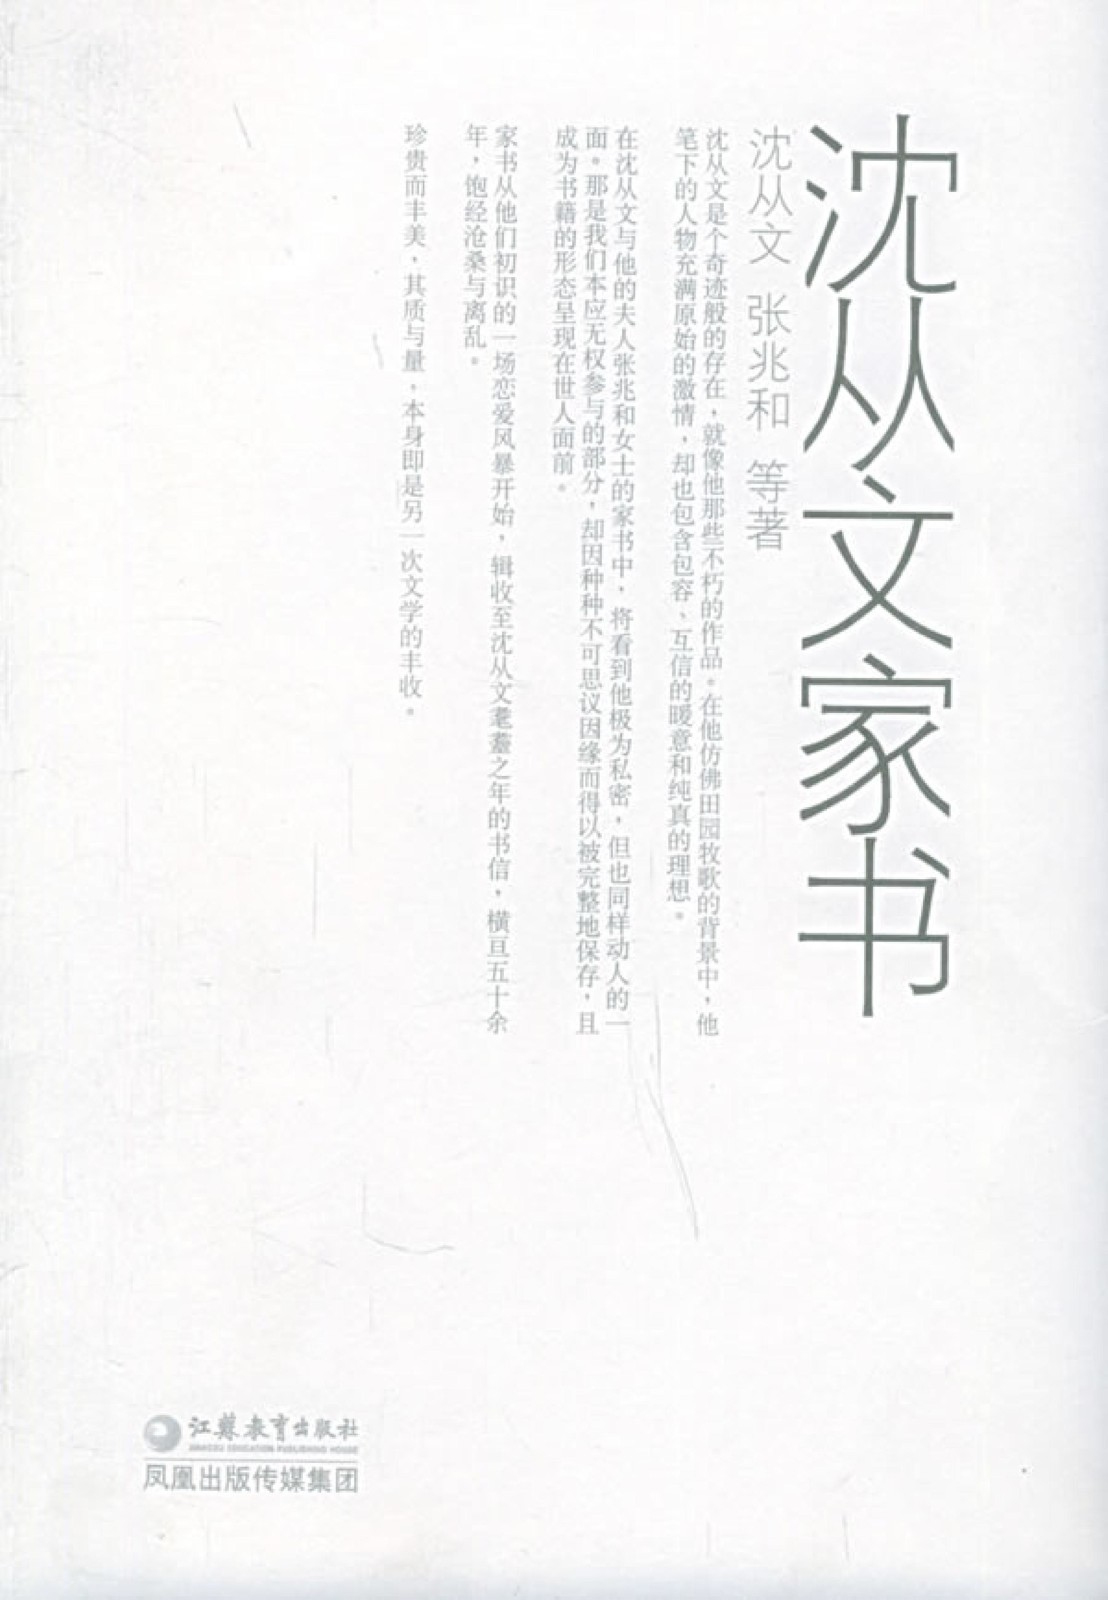 沈从文家书
沈从文 张兆和 等著
沈从文是个奇迹般的存在，就像他那些不朽的作品。在他仿佛田园牧歌的背景中，他
笔下的人物充满原始的激情，却也包含包容、互信的暖意和纯真的理想。
在沈从文与他的夫人张兆和女士的家书中，将看到他极为私密，但也同样动人的一
面。那是我们本应无权参与的部分，却因种种不可思议因缘而得以被完整地保存，且
成为书籍的形态呈现在世人面前。
家书从他们初识的一场恋爱风暴开始，辑收至沈从文耄耋之年的书信，横亘五十余
年，饱经沧桑与离乱。
珍贵而丰美，其质与量，本身即是另一次文学的丰收。
江苏教育出版社
JIANGSU EDUCATION PUBLISHING HOUSE
凤凰出版传媒集团